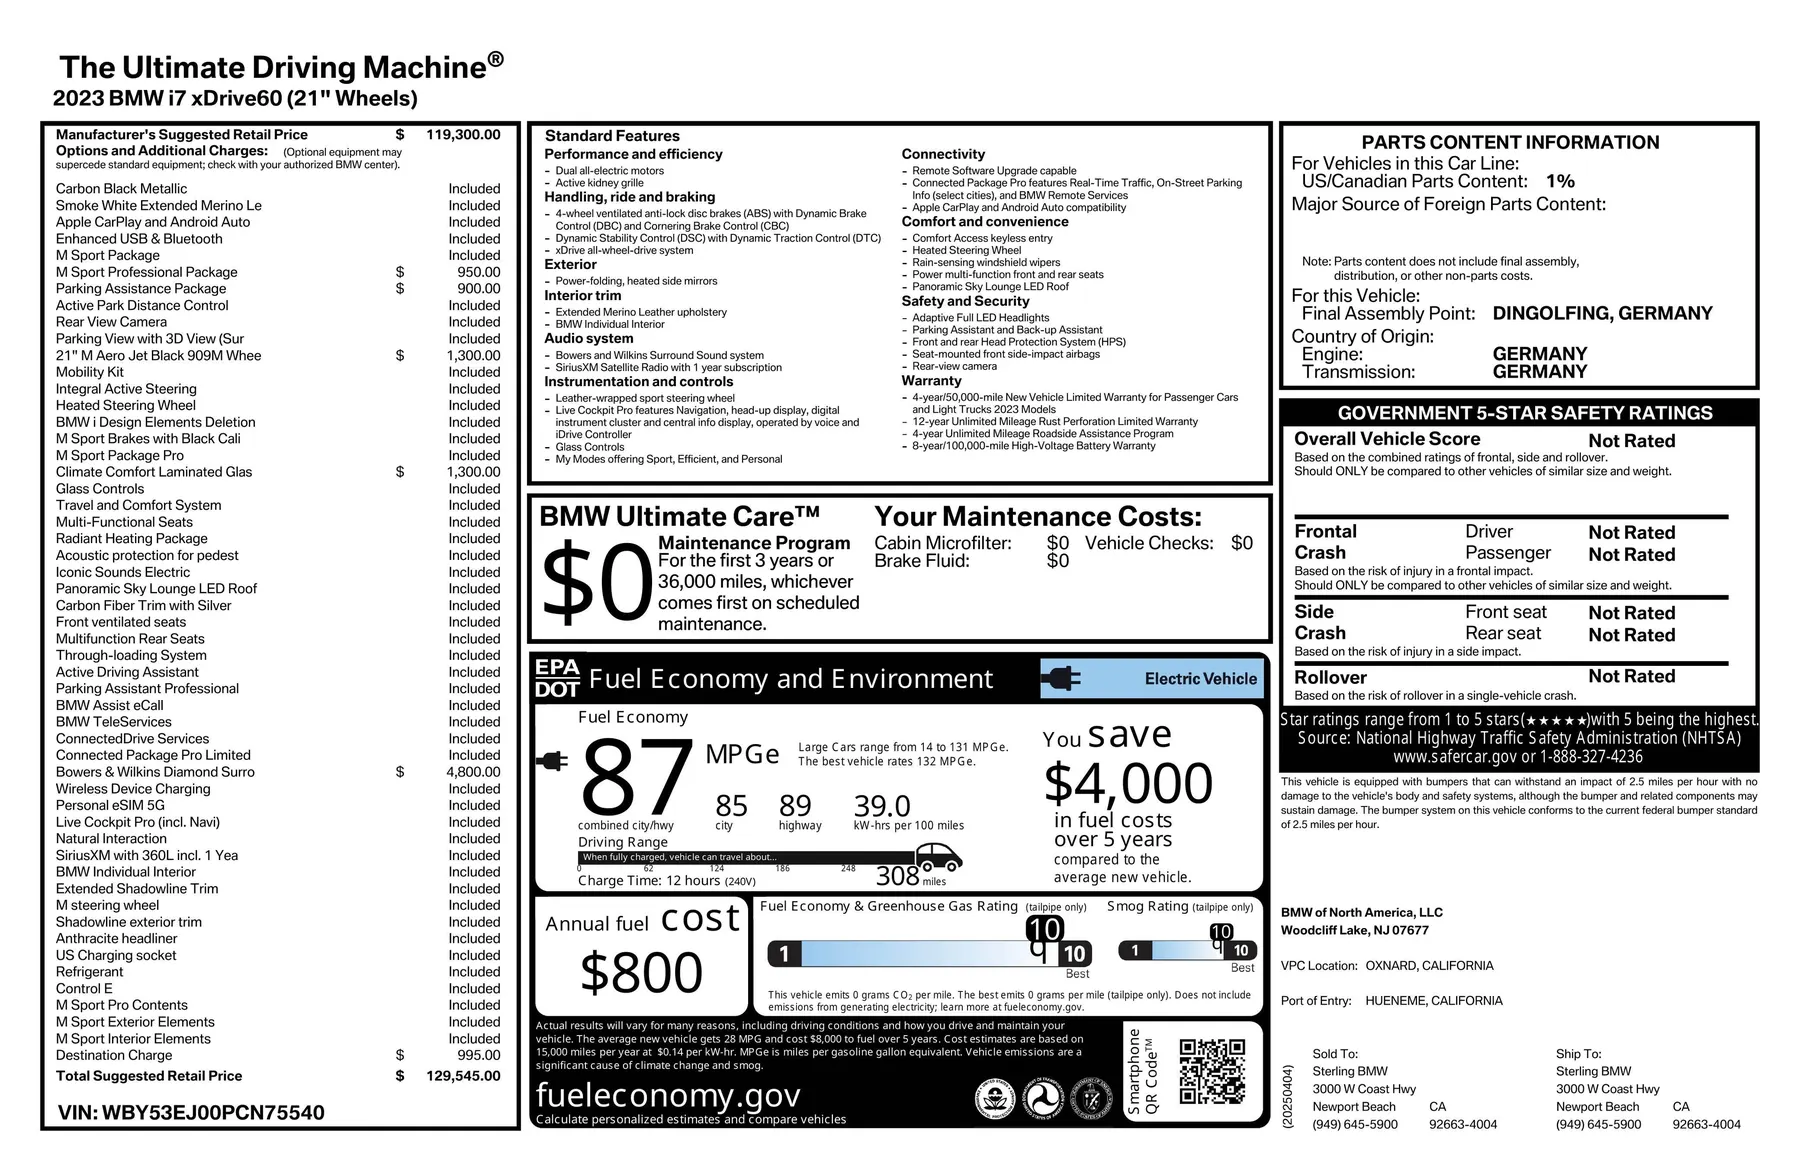 The Ultimate Driving Machine®
2023 BMW i7 xDrive60 (21" Wheels)
Manufacturer's Suggested Retail Price $ 119,300.00
Options and Additional Charges: (Optional equipment may
supercede standard equipment; check with your authorized BMW center).
Carbon Black Metallic Included
Smoke White Extended Merino Le Included
Apple CarPlay and Android Auto Included
Enhanced USB & Bluetooth Included
M Sport Package Included
M Sport Professional Package $ 950.00
Parking Assistance Package $ 900.00
Active Park Distance Control Included
Rear View Camera Included
Parking View with 3D View (Sur Included
21" M Aero Jet Black 909M Whee $ 1,300.00
Mobility Kit Included
Integral Active Steering Included
Heated Steering Wheel Included
BMW i Design Elements Deletion Included
M Sport Brakes with Black Cali Included
M Sport Package Pro Included
Climate Comfort Laminated Glas $ 1,300.00
Glass Controls Included
Travel and Comfort System Included
Multi-Functional Seats Included
Radiant Heating Package Included
Acoustic protection for pedest Included
Iconic Sounds Electric Included
Panoramic Sky Lounge LED Roof Included
Carbon Fiber Trim with Silver Included
Front ventilated seats Included
Multifunction Rear Seats Included
Through-loading System Included
Active Driving Assistant Included
Parking Assistant Professional Included
BMW Assist eCall Included
BMW TeleServices Included
ConnectedDrive Services Included
Connected Package Pro Limited Included
Bowers & Wilkins Diamond Surro $ 4,800.00
Wireless Device Charging Included
Personal eSIM 5G Included
Live Cockpit Pro (incl. Navi) Included
Natural Interaction Included
SiriusXM with 360L incl. 1 Yea Included
BMW Individual Interior Included
Extended Shadowline Trim Included
M steering wheel Included
Shadowline exterior trim Included
Anthracite headliner Included
US Charging socket Included
Refrigerant Included
Control E Included
M Sport Pro Contents Included
M Sport Exterior Elements Included
M Sport Interior Elements Included
Destination Charge $ 995.00
Total Suggested Retail Price $ 129,545.00
VIN: WBY53EJ00PCN75540
Standard Features
Performance and efficiency
- Dual all-electric motors
- Active kidney grille
Handling, ride and braking
- 4-wheel ventilated anti-lock disc brakes (ABS) with Dynamic Brake
Control (DBC) and Cornering Brake Control (CBC)
- Dynamic Stability Control (DSC) with Dynamic Traction Control (DTC)
- xDrive all-wheel-drive system
Exterior
- Power-folding, heated side mirrors
Interior trim
- Extended Merino Leather upholstery
- BMW Individual Interior
Audio system
- Bowers and Wilkins Surround Sound system
- SiriusXM Satellite Radio with 1 year subscription
Instrumentation and controls
- Leather-wrapped sport steering wheel
- Live Cockpit Pro features Navigation, head-up display, digital
instrument cluster and central info display, operated by voice and
iDrive Controller
- Glass Controls
- My Modes offering Sport, Efficient, and Personal
Connectivity
- Remote Software Upgrade capable
- Connected Package Pro features Real-Time Traffic, On-Street Parking
Info (select cities), and BMW Remote Services
- Apple CarPlay and Android Auto compatibility
Comfort and convenience
- Comfort Access keyless entry
- Heated Steering Wheel
- Rain-sensing windshield wipers
- Power multi-function front and rear seats
- Panoramic Sky Lounge LED Roof
Safety and Security
- Adaptive Full LED Headlights
- Parking Assistant and Back-up Assistant
- Front and rear Head Protection System (HPS)
- Seat-mounted front side-impact airbags
- Rear-view camera
Warranty
- 4-year/50,000-mile New Vehicle Limited Warranty for Passenger Cars
and Light Trucks 2023 Models
- 12-year Unlimited Mileage Rust Perforation Limited Warranty
- 4-year Unlimited Mileage Roadside Assistance Program
- 8-year/100,000-mile High-Voltage Battery Warranty
BMW Ultimate Care™
$0
Maintenance Program
For the first 3 years or
36,000 miles, whichever
comes first on scheduled
maintenance.
Your Maintenance Costs:
Cabin Microfilter: $0 Vehicle Checks: $0
Brake Fluid: $0
EPA
DOT
Fuel Economy and Environment
Electric Vehicle
Fuel Economy
87 MPGe
Large Cars range from 14 to 131 MPGe.
The best vehicle rates 132 MPGe.
85 89 39.0
combined city/hwy city highway kW-hrs per 100 miles
Driving Range
When fully charged, vehicle can travel about...
0 62 124 186 248 308 miles
Charge Time: 12 hours (240V)
You save
$4,000
in fuel costs
over 5 years
compared to the
average new vehicle.
Annual fuel cost
$800
Fuel Economy & Greenhouse Gas Rating (tailpipe only)
10
1 10
Best
Smog Rating (tailpipe only)
10
1 10
Best
This vehicle emits 0 grams CO2 per mile. The best emits 0 grams per mile (tailpipe only). Does not include
emissions from generating electricity; learn more at fueleconomy.gov.
Actual results will vary for many reasons, including driving conditions and how you drive and maintain your
vehicle. The average new vehicle gets 28 MPG and cost $8,000 to fuel over 5 years. Cost estimates are based on
15,000 miles per year at $0.14 per kW-hr. MPGe is miles per gasoline gallon equivalent. Vehicle emissions are a
significant cause of climate change and smog.
fueleconomy.gov
Calculate personalized estimates and compare vehicles
Smartphone
QR Code™
PARTS CONTENT INFORMATION
For Vehicles in this Car Line:
US/Canadian Parts Content: 1%
Major Source of Foreign Parts Content:
Note: Parts content does not include final assembly,
distribution, or other non-parts costs.
For this Vehicle:
Final Assembly Point: DINGOLFING, GERMANY
Country of Origin:
Engine: GERMANY
Transmission: GERMANY
GOVERNMENT 5-STAR SAFETY RATINGS
Overall Vehicle Score Not Rated
Based on the combined ratings of frontal, side and rollover.
Should ONLY be compared to other vehicles of similar size and weight.
Frontal Driver Not Rated
Crash Passenger Not Rated
Based on the risk of injury in a frontal impact.
Should ONLY be compared to other vehicles of similar size and weight.
Side Front seat Not Rated
Crash Rear seat Not Rated
Based on the risk of injury in a side impact.
Rollover Not Rated
Based on the risk of rollover in a single-vehicle crash.
Star ratings range from 1 to 5 stars(★★★★★)with 5 being the highest.
Source: National Highway Traffic Safety Administration (NHTSA)
www.safercar.gov or 1-888-327-4236
This vehicle is equipped with bumpers that can withstand an impact of 2.5 miles per hour with no
damage to the vehicle's body and safety systems, although the bumper and related components may
sustain damage. The bumper system on this vehicle conforms to the current federal bumper standard
of 2.5 miles per hour.
BMW of North America, LLC
Woodcliff Lake, NJ 07677
VPC Location: OXNARD, CALIFORNIA
Port of Entry: HUENEME, CALIFORNIA
(20250404)
Sold To:
Sterling BMW
3000 W Coast Hwy
Newport Beach CA
(949) 645-5900 92663-4004
Ship To:
Sterling BMW
3000 W Coast Hwy
Newport Beach CA
(949) 645-5900 92663-4004